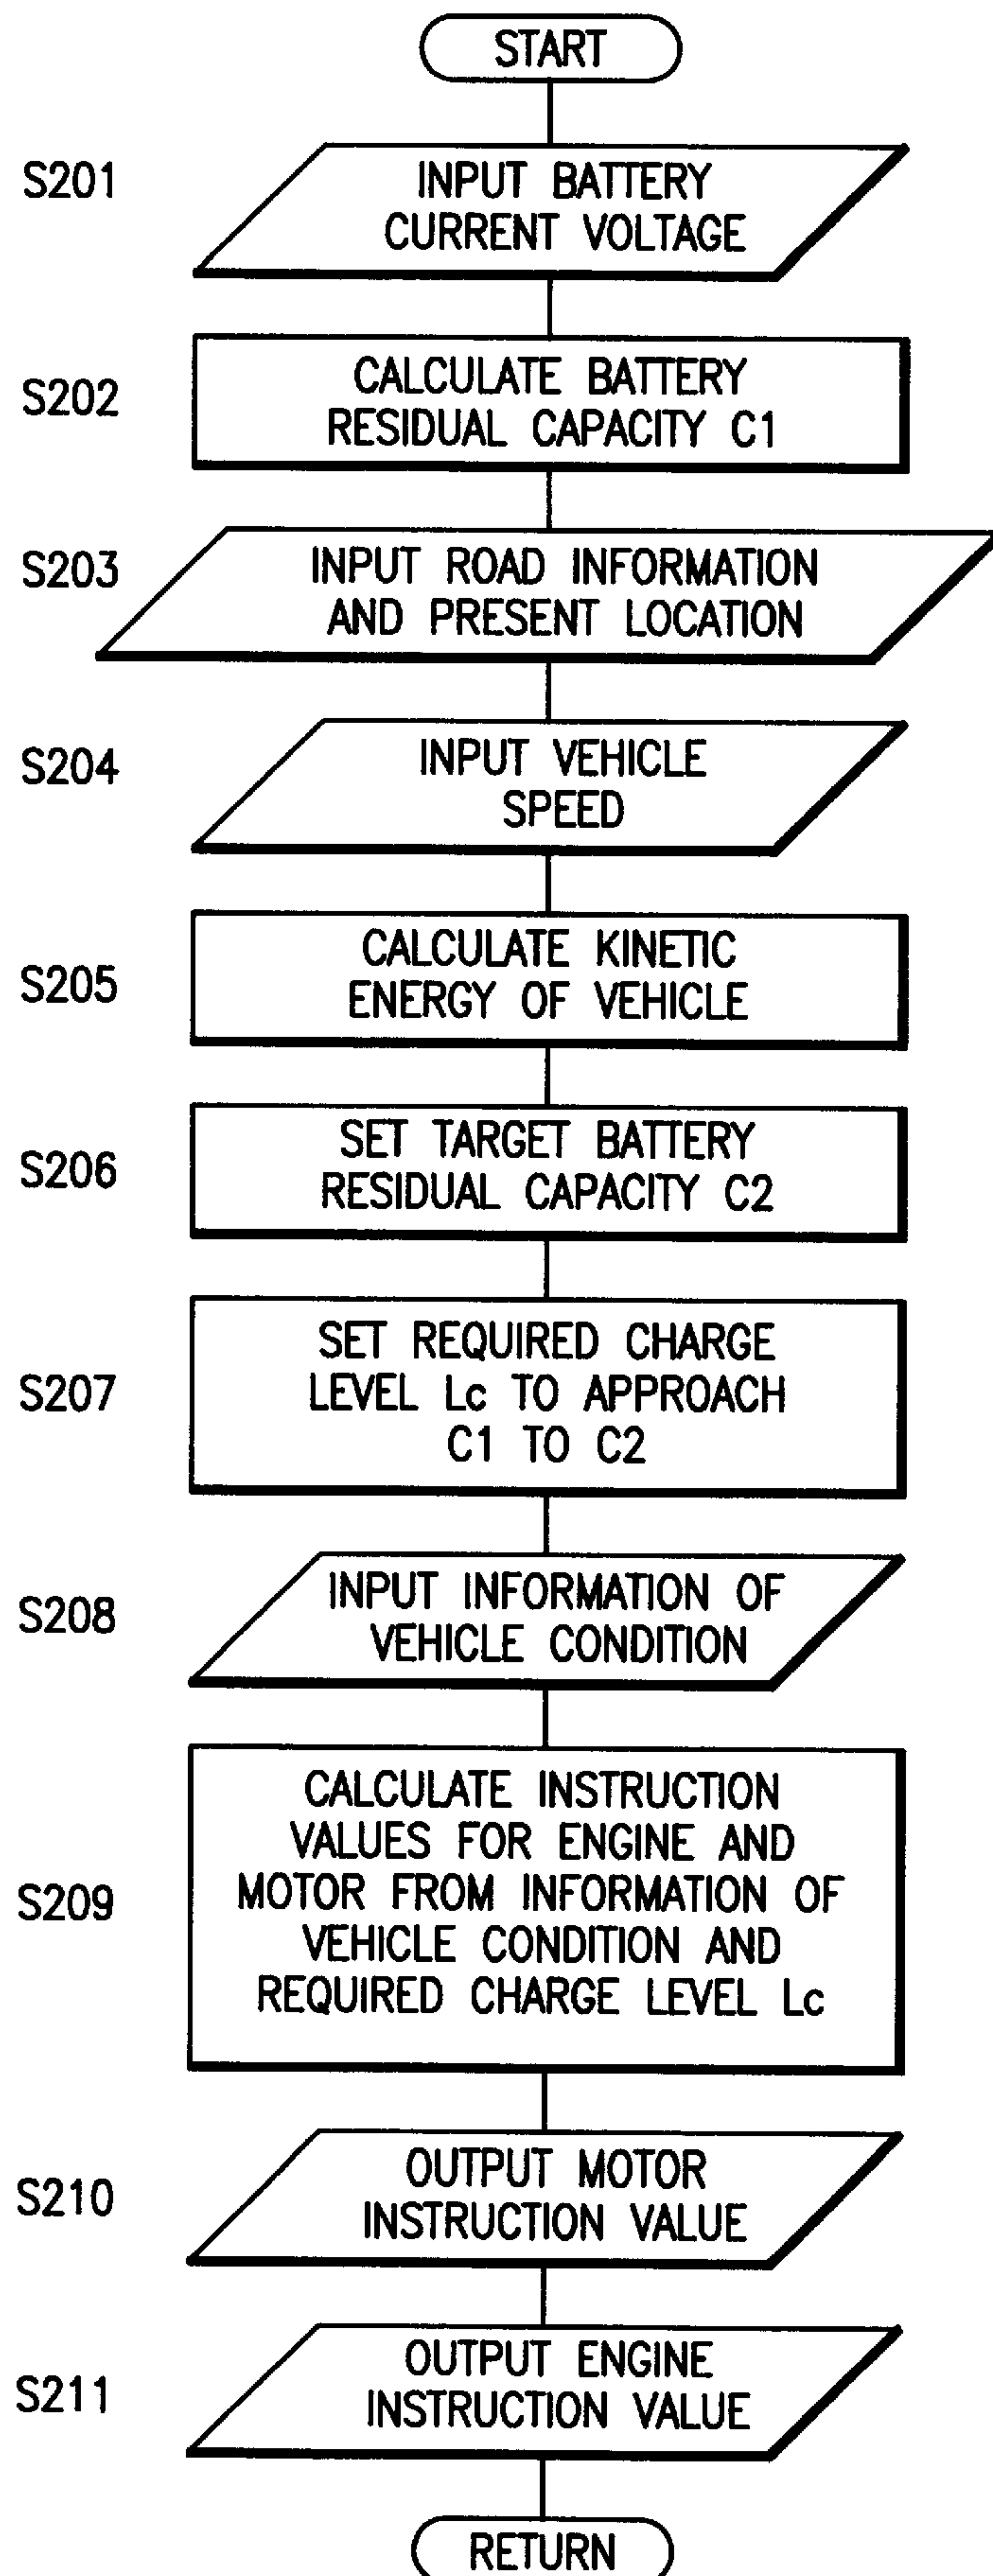 START
S201
INPUT BATTERY
CURRENT VOLTAGE
S202
CALCULATE BATTERY
RESIDUAL CAPACITY C1
S203
INPUT ROAD INFORMATION
AND PRESENT LOCATION
S204
INPUT VEHICLE
SPEED
S205
CALCULATE KINETIC
ENERGY OF VEHICLE
S206
SET TARGET BATTERY
RESIDUAL CAPACITY C2
S207
SET REQUIRED CHARGE
LEVEL Lc TO APPROACH
C1 TO C2
S208
INPUT INFORMATION OF
VEHICLE CONDITION
S209
CALCULATE INSTRUCTION
VALUES FOR ENGINE AND
MOTOR FROM INFORMATION OF
VEHICLE CONDITION AND
REQUIRED CHARGE LEVEL Lc
S210
OUTPUT MOTOR
INSTRUCTION VALUE
S211
OUTPUT ENGINE
INSTRUCTION VALUE
RETURN